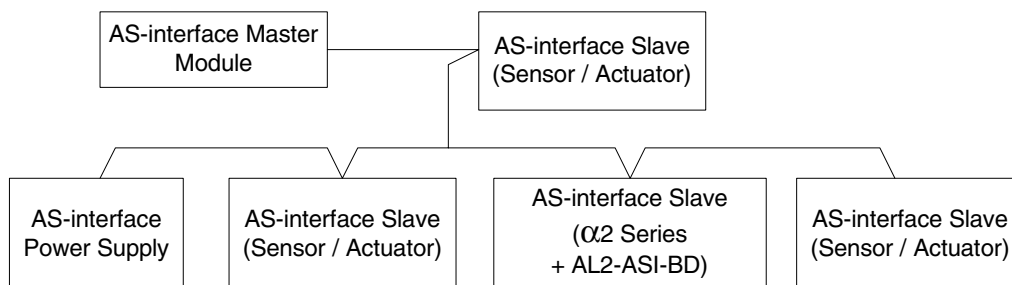 AS-interface Master
Module
AS-interface Slave
(Sensor / Actuator)
AS-interface
Power Supply
AS-interface Slave
(Sensor / Actuator)
AS-interface Slave
(α2 Series
+ AL2-ASI-BD)
AS-interface Slave
(Sensor / Actuator)